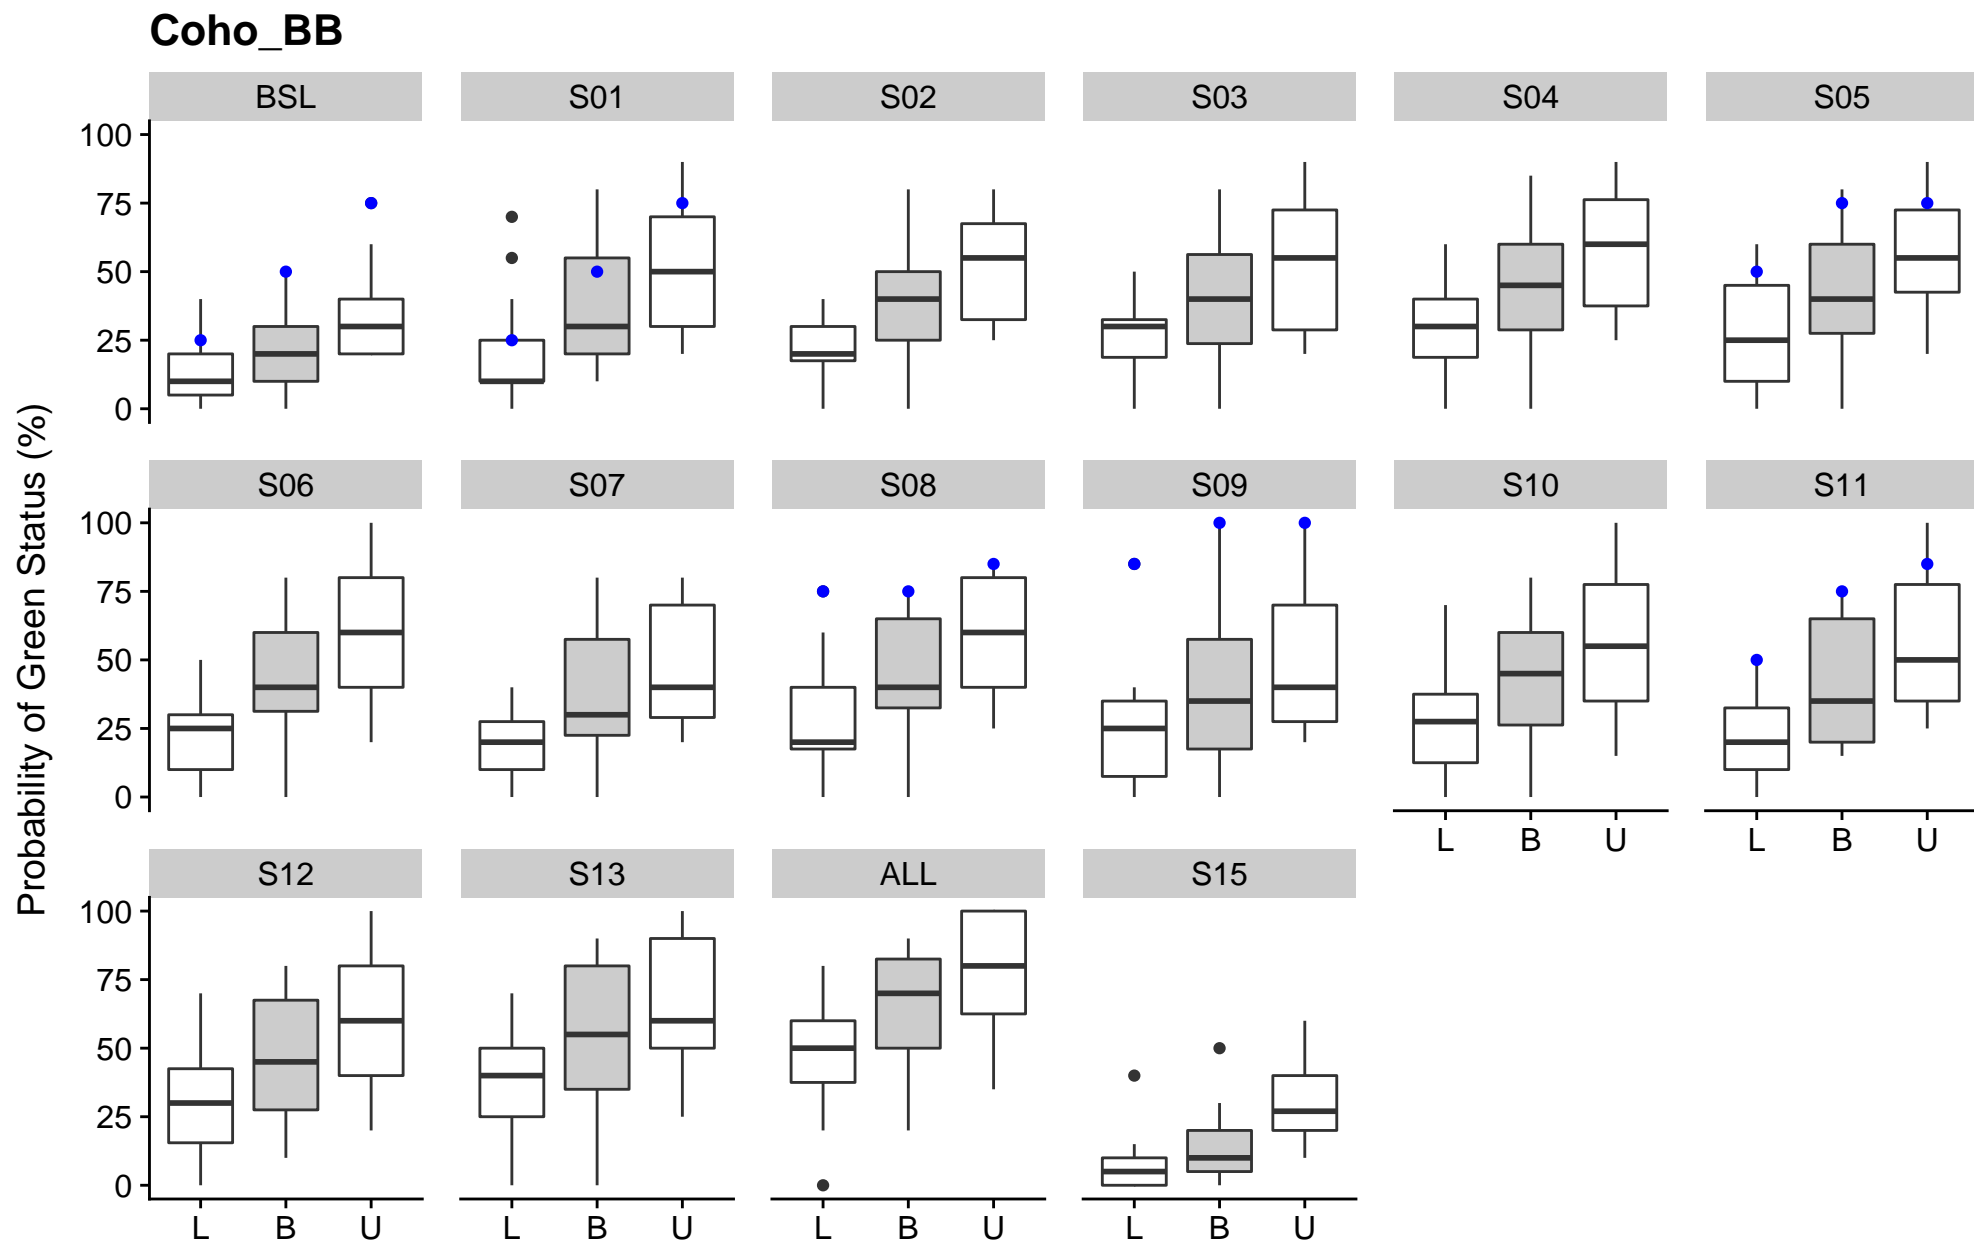 Coho_BB
BSL S01 S02 S03 S04 S05
100
75
50
25
0
S06 S07 S08 S09 S10 S11
100
75
50
25
0
L B U L B U
S12 S13 ALL S15
100
75
50
25
0
L B U L B U L B U L B U
Probability of Green Status (%)